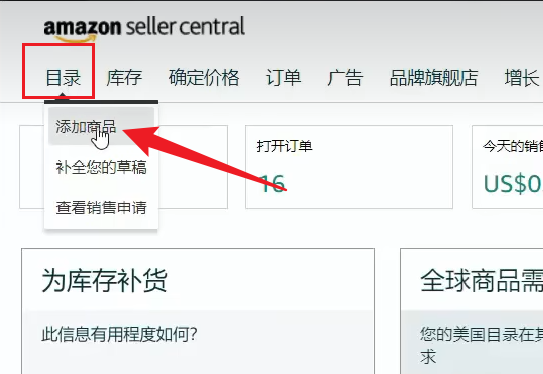 amazon seller central
目录 库存 确定价格 订单 广告 品牌旗舰店 增长
添加商品
补全您的草稿
查看销售申请
打开订单
16
今天的销售
US$0
为库存补货
此信息有用程度如何？
全球商品需
您的美国目录在其
求